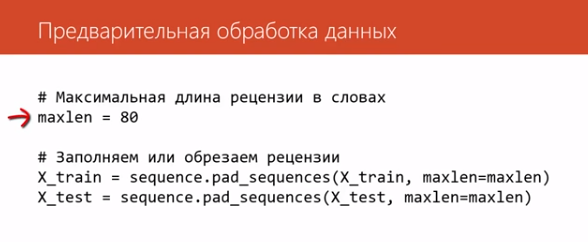 Предварительная обработка данных
# Максимальная длина рецензии в словах
maxlen = 80
# Заполняем или обрезаем рецензии
X_train = sequence.pad_sequences(X_train, maxlen=maxlen)
X_test = sequence.pad_sequences(X_test, maxlen=maxlen)